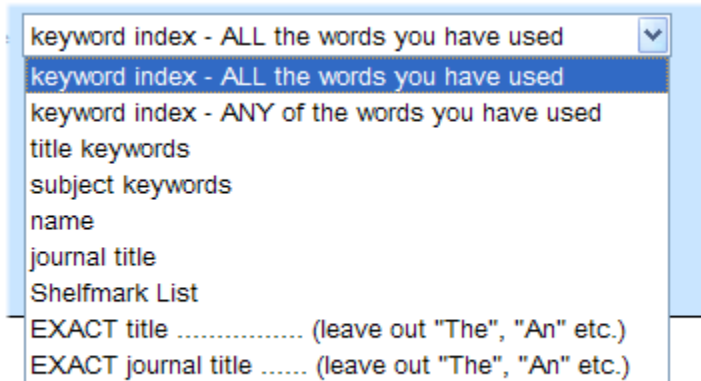 keyword index - ALL the words you have used
keyword index - ALL the words you have used
keyword index - ANY of the words you have used
title keywords
subject keywords
name
journal title
Shelfmark List
EXACT title ................ (leave out "The", "An" etc.)
EXACT journal title ...... (leave out "The", "An" etc.)